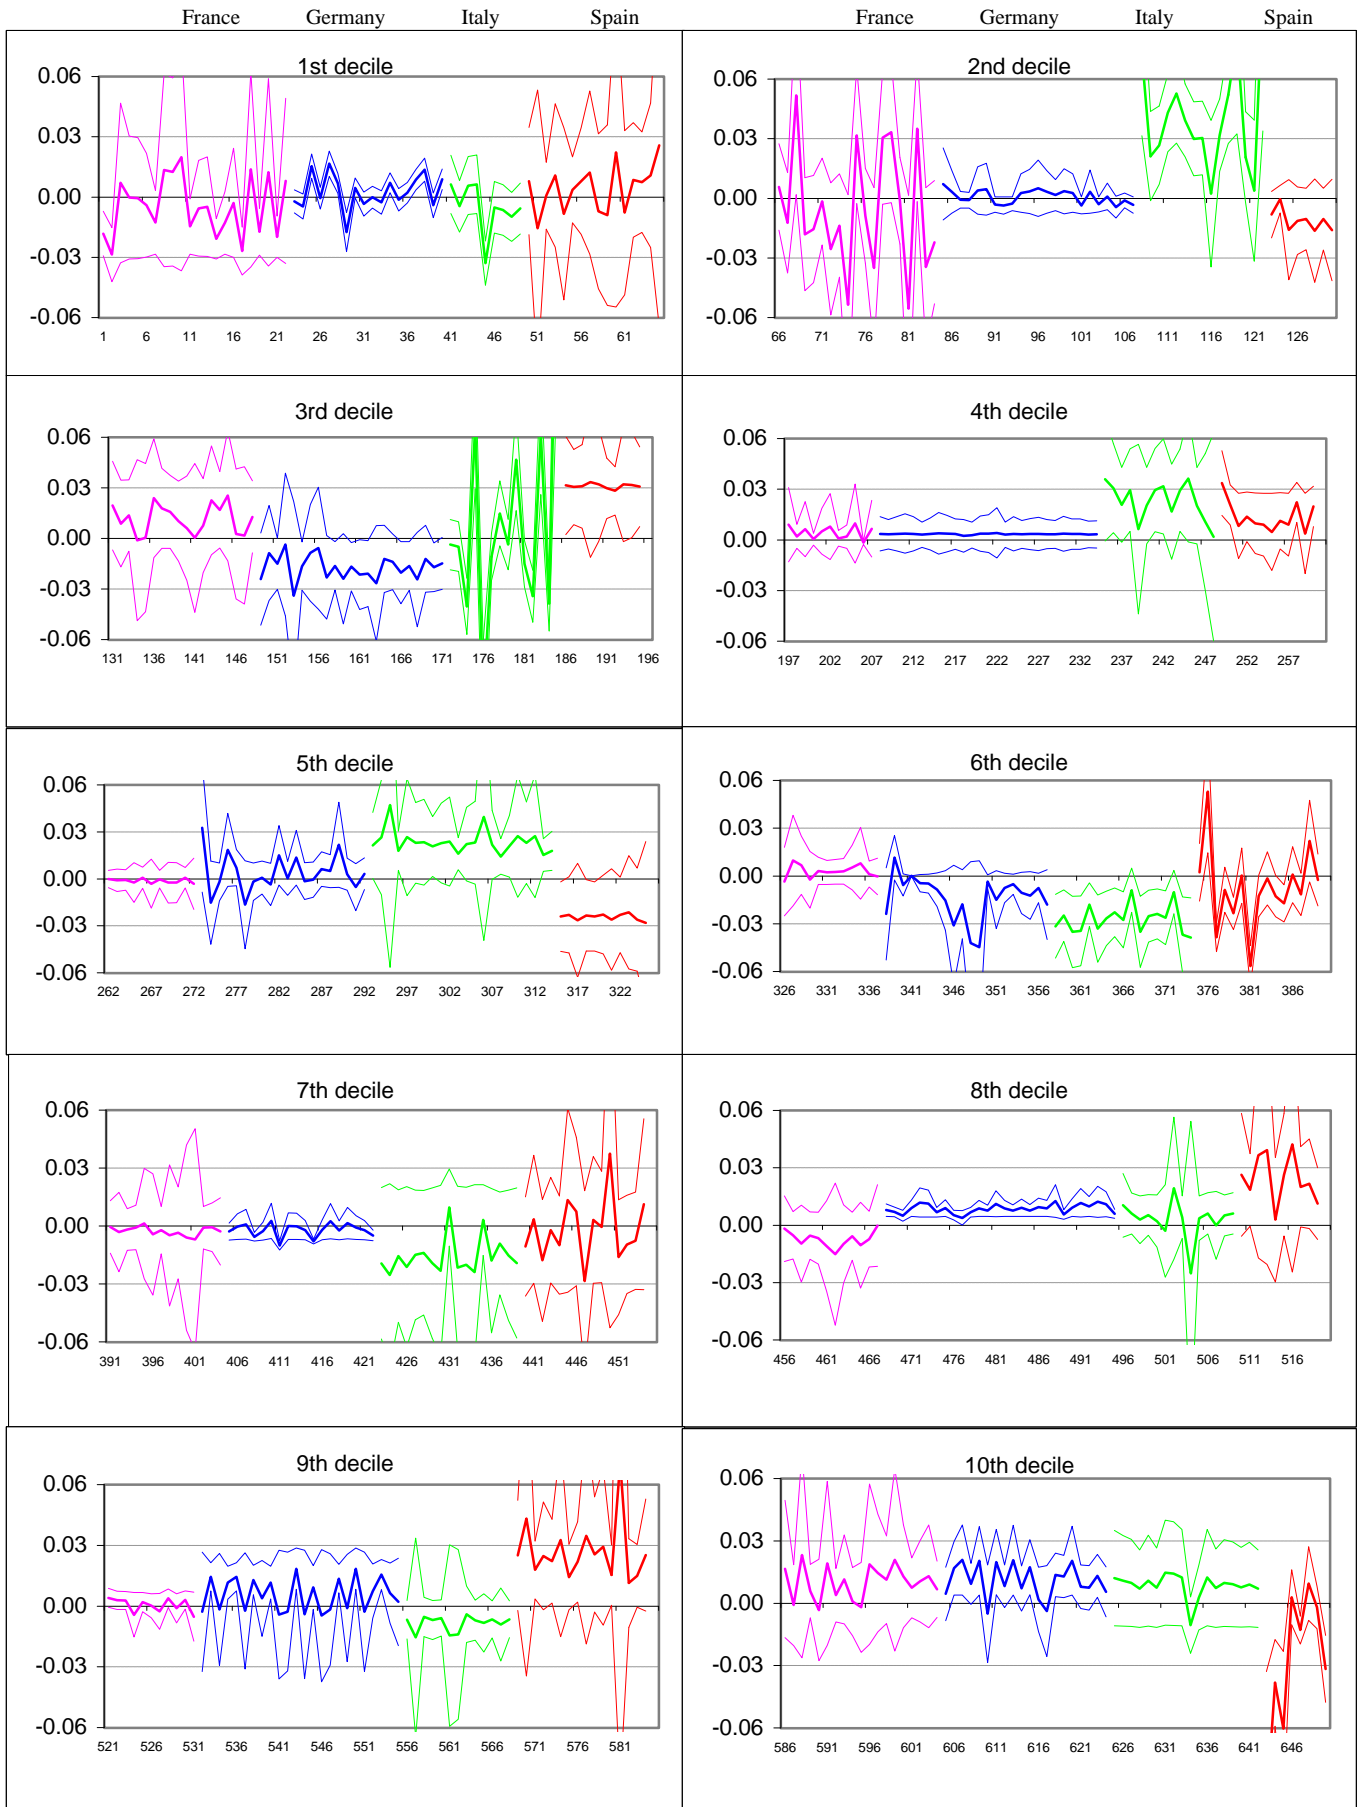 France Germany Italy Spain France Germany Italy Spain
1st decile
0.06
0.03
0.00
-0.03
-0.06
1 6 11 16 21 26 31 36 41 46 51 56 61
2nd decile
0.06
0.03
0.00
-0.03
-0.06
66 71 76 81 86 91 96 101 106 111 116 121 126
3rd decile
0.06
0.03
0.00
-0.03
-0.06
131 136 141 146 151 156 161 166 171 176 181 186 191 196
4th decile
0.06
0.03
0.00
-0.03
-0.06
197 202 207 212 217 222 227 232 237 242 247 252 257
5th decile
0.06
0.03
0.00
-0.03
-0.06
262 267 272 277 282 287 292 297 302 307 312 317 322
6th decile
0.06
0.03
0.00
-0.03
-0.06
326 331 336 341 346 351 356 361 366 371 376 381 386
7th decile
0.06
0.03
0.00
-0.03
-0.06
391 396 401 406 411 416 421 426 431 436 441 446 451
8th decile
0.06
0.03
0.00
-0.03
-0.06
456 461 466 471 476 481 486 491 496 501 506 511 516
9th decile
0.06
0.03
0.00
-0.03
-0.06
521 526 531 536 541 546 551 556 561 566 571 576 581
10th decile
0.06
0.03
0.00
-0.03
-0.06
586 591 596 601 606 611 616 621 626 631 636 641 646